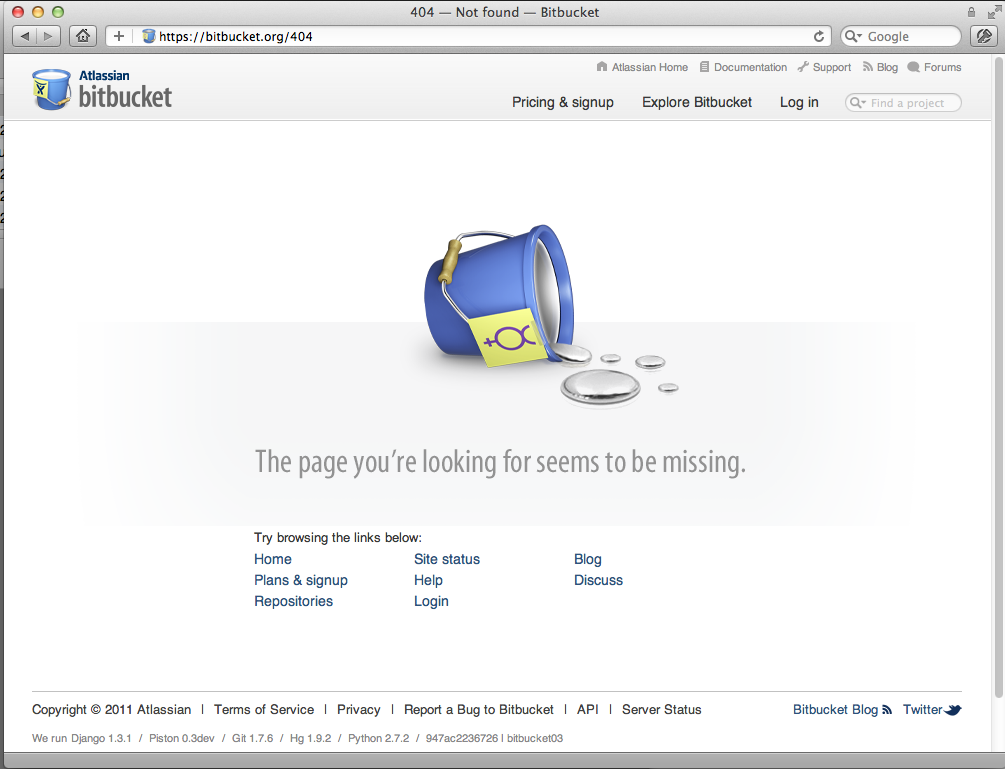 404 — Not found — Bitbucket
https://bitbucket.org/404
Google
Atlassian Home Documentation Support Blog Forums
Atlassian
bitbucket
Pricing & signup Explore Bitbucket Log in Find a project
The page you’re looking for seems to be missing.
Try browsing the links below:
Home Site status Blog
Plans & signup Help Discuss
Repositories Login
Copyright © 2011 Atlassian | Terms of Service | Privacy | Report a Bug to Bitbucket | API | Server Status Bitbucket Blog Twitter
We run Django 1.3.1 / Piston 0.3dev / Git 1.7.6 / Hg 1.9.2 / Python 2.7.2 / 947ac2236726 | bitbucket03